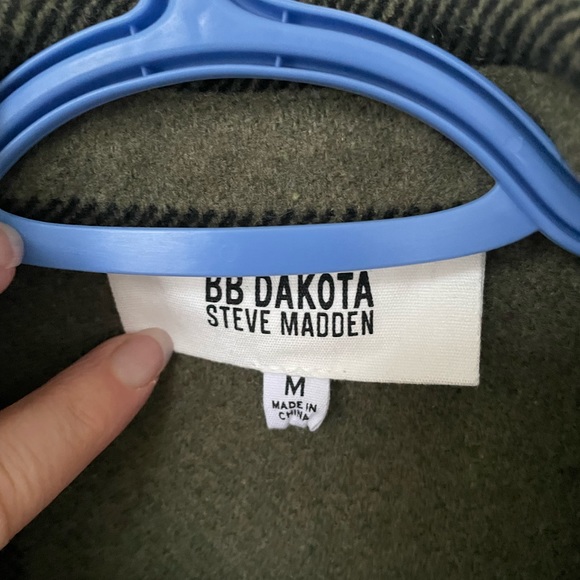 BB DAKOTA
STEVE MADDEN
M
MADE IN
CHINA